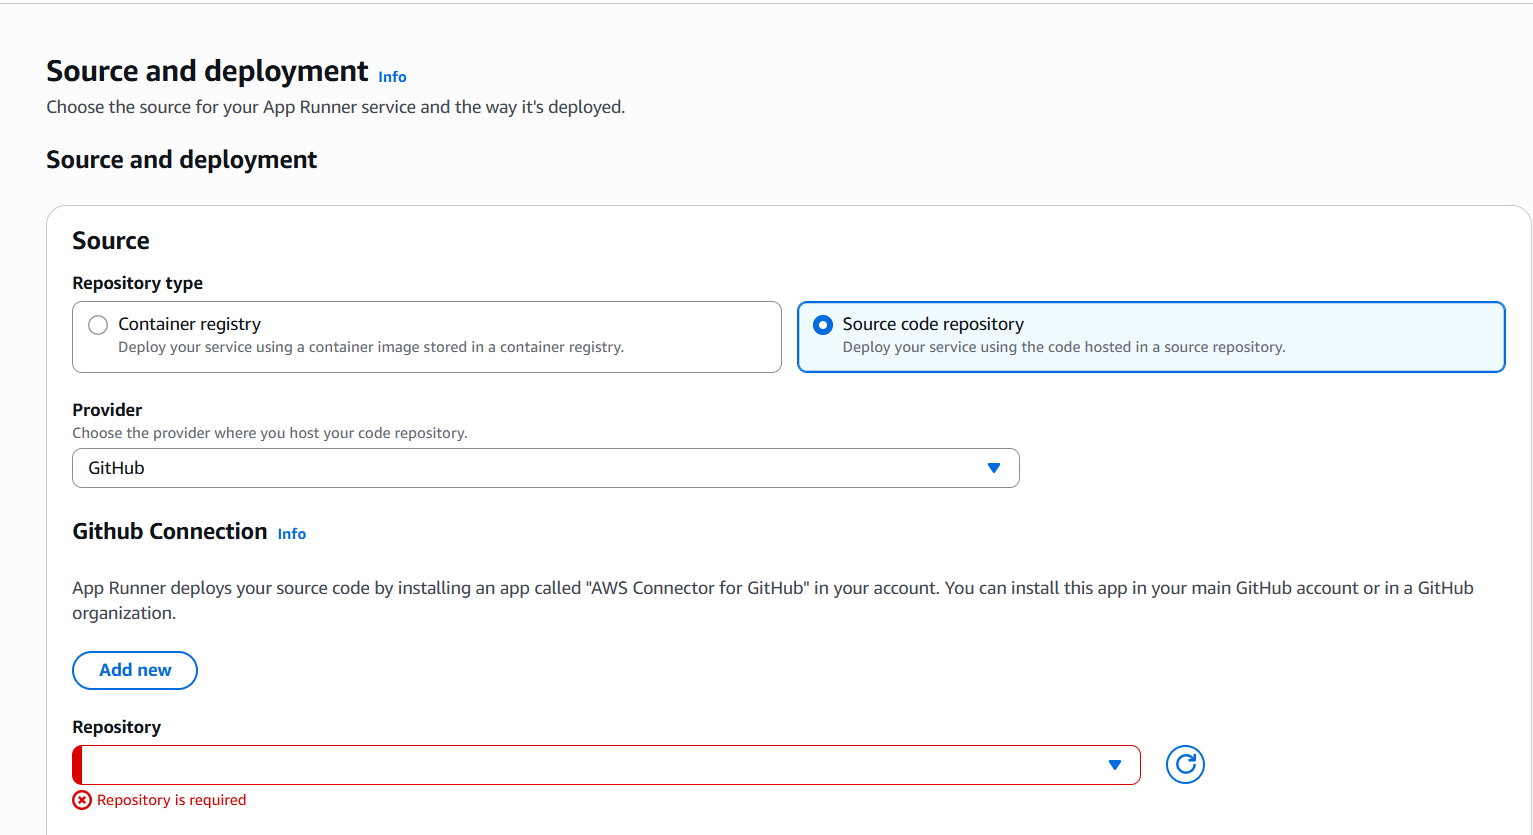 Source and deployment Info
Choose the source for your App Runner service and the way it's deployed.
Source and deployment
Source
Repository type
Container registry
Deploy your service using a container image stored in a container registry.
Source code repository
Deploy your service using the code hosted in a source repository.
Provider
Choose the provider where you host your code repository.
GitHub
Github Connection Info
App Runner deploys your source code by installing an app called "AWS Connector for GitHub" in your account. You can install this app in your main GitHub account or in a GitHub
organization.
Add new
Repository
Repository is required